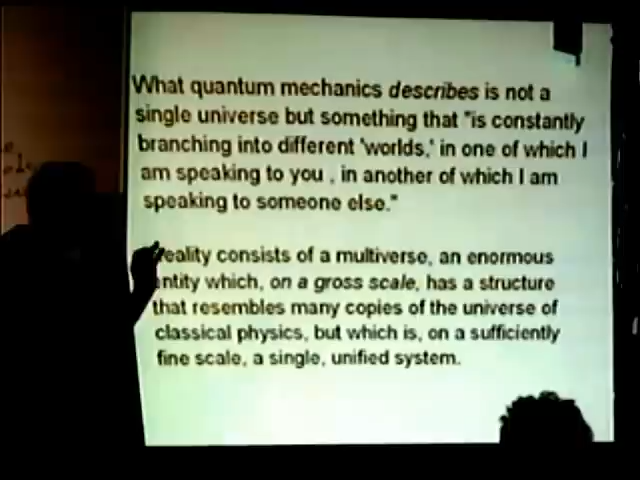 What quantum mechanics describes is not a
single universe but something that "is constantly
branching into different 'worlds,' in one of which I
am speaking to you , in another of which I am
speaking to someone else."
eality consists of a multiverse, an enormous
ntity which, on a gross scale, has a structure
that resembles many copies of the universe of
classical physics, but which is, on a sufficiently
fine scale, a single, unified system.